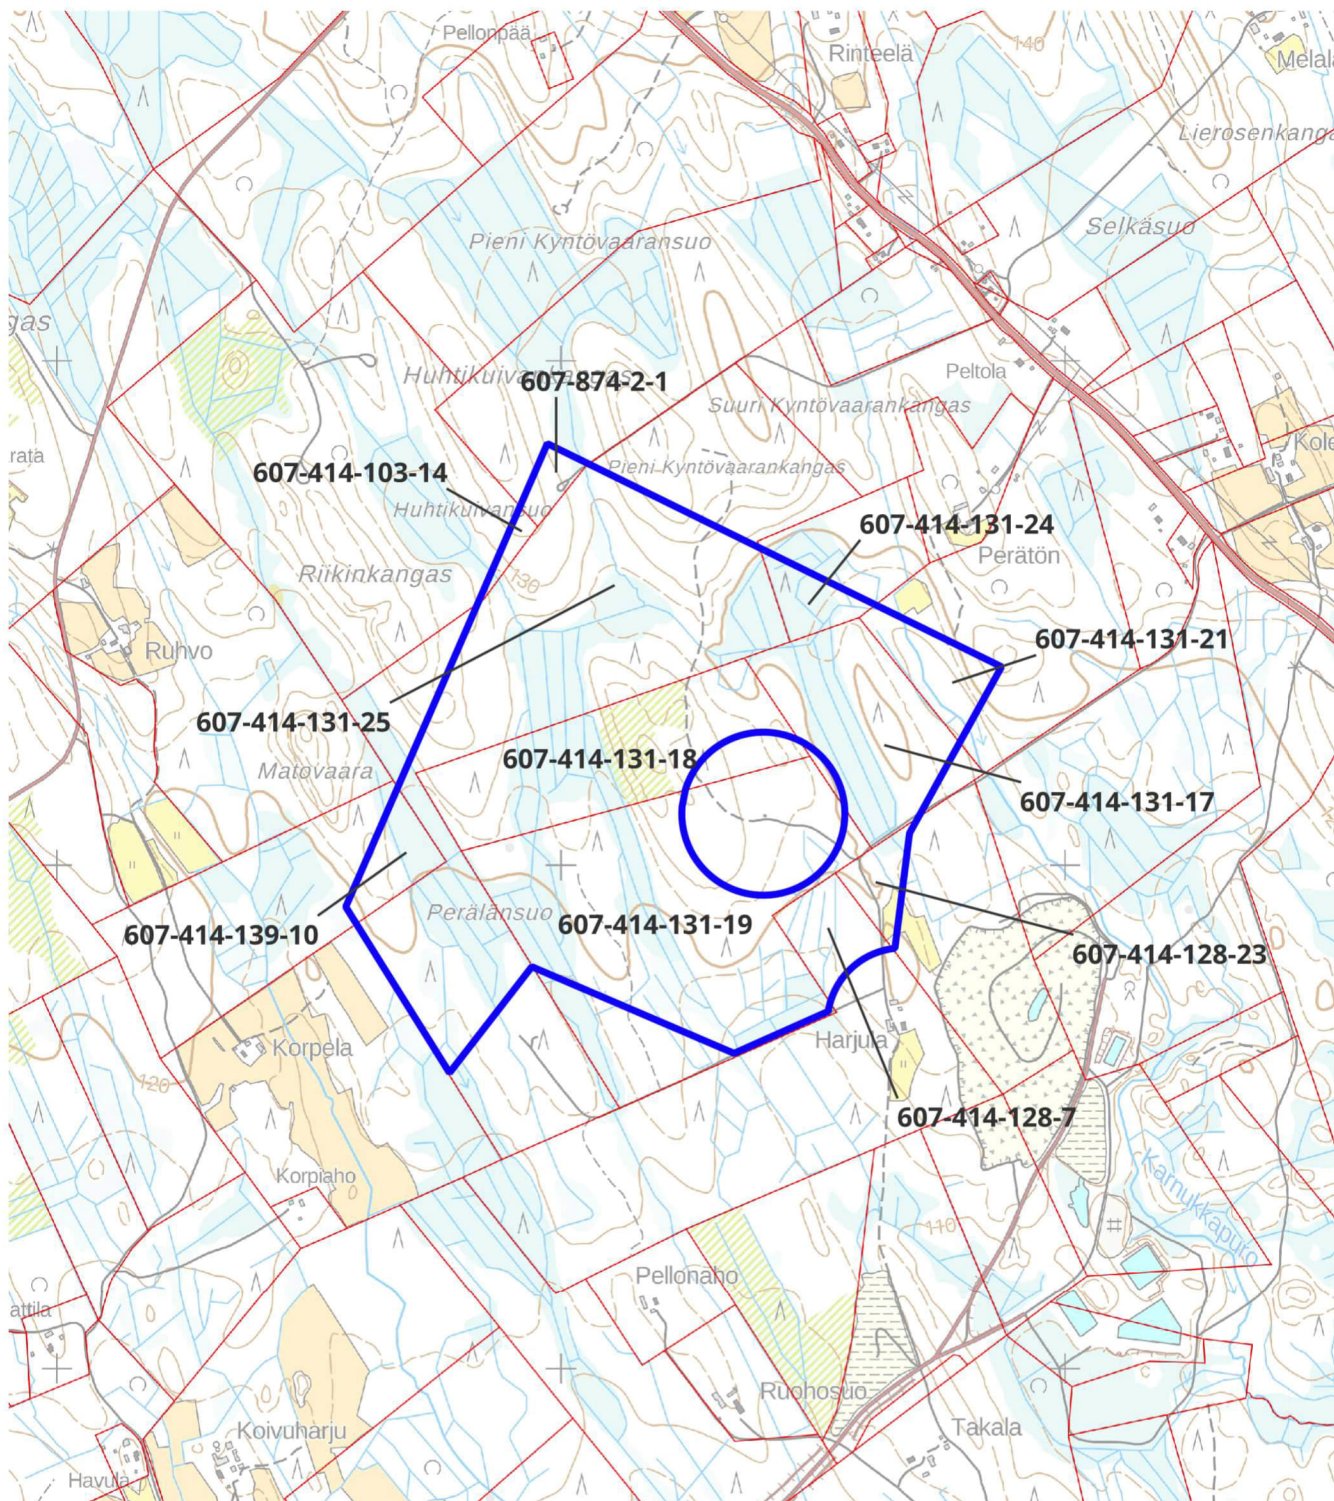 Pellonpää
Rinteelä
140
Lierosenkanga
Selkäsuo
Pieni Kyntövaaransuo
gas
Peltola
607-874-2-1
Suuri Kyntövaarankangas
Pieni Kyntövaarankangas
rata
607-414-103-14
Huhtikuivansuo
607-414-131-24
Perätön
Riikinkangas
130
607-414-131-21
Ruhvo
607-414-131-25
607-414-131-18
Matovaara
607-414-131-17
Perälänsuo
607-414-131-19
607-414-139-10
607-414-128-23
Korpela
Harjula
120
607-414-128-7
Korpiaho
Karnukkapuro
110
Pellonaho
attila
Ruohosuo
Takala
Koivuharju
Havula